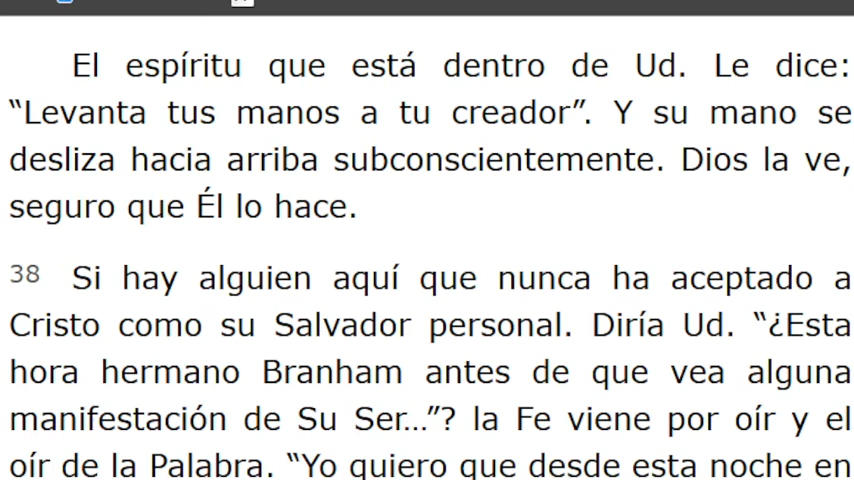 El espíritu que está dentro de Ud. Le dice:
“Levanta tus manos a tu creador”. Y su mano se
desliza hacia arriba subconscientemente. Dios la ve,
seguro que Él lo hace.
38 Si hay alguien aquí que nunca ha aceptado a
Cristo como su Salvador personal. Diría Ud. “¿Esta
hora hermano Branham antes de que vea alguna
manifestación de Su Ser...”? la Fe viene por oír y el
oír de la Palabra. “Yo quiero que desde esta noche en